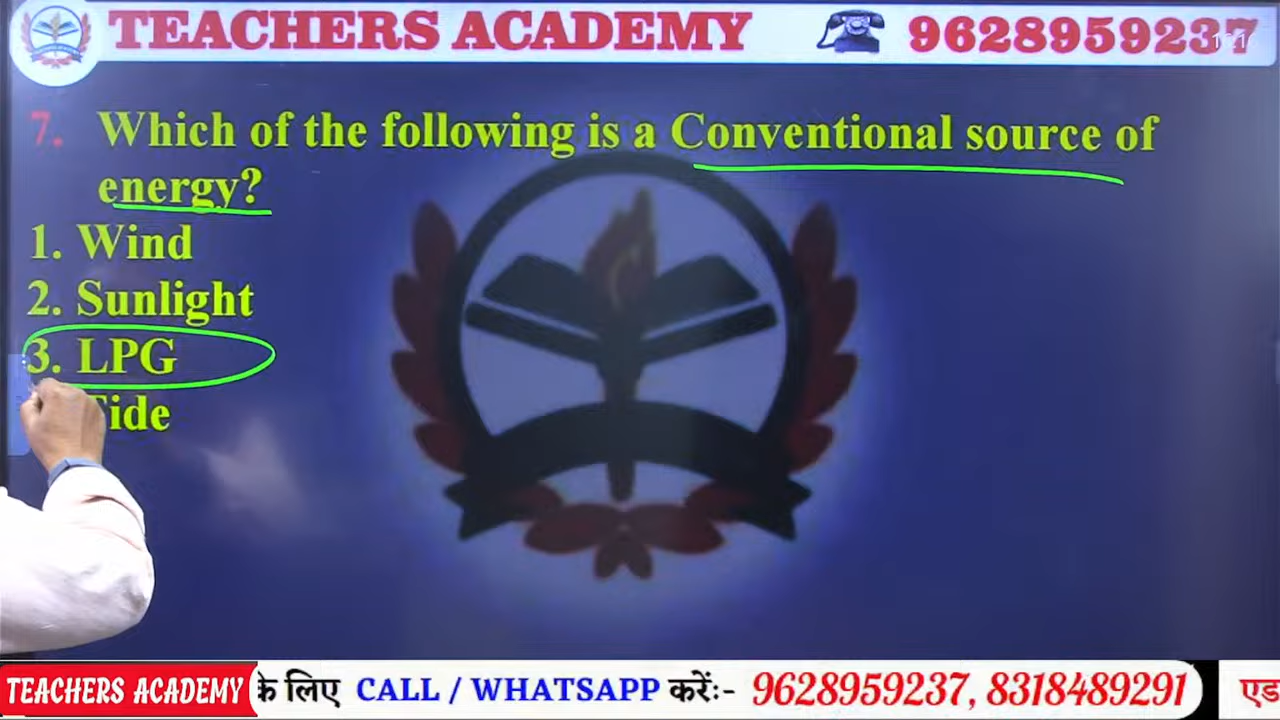 TEACHERS ACADEMY
9628959237
7. Which of the following is a Conventional source of
energy?
1. Wind
2. Sunlight
3. LPG
Tide
TEACHERS ACADEMY
के लिए CALL / WHATSAPP करेंः- 9628959237, 8318489291